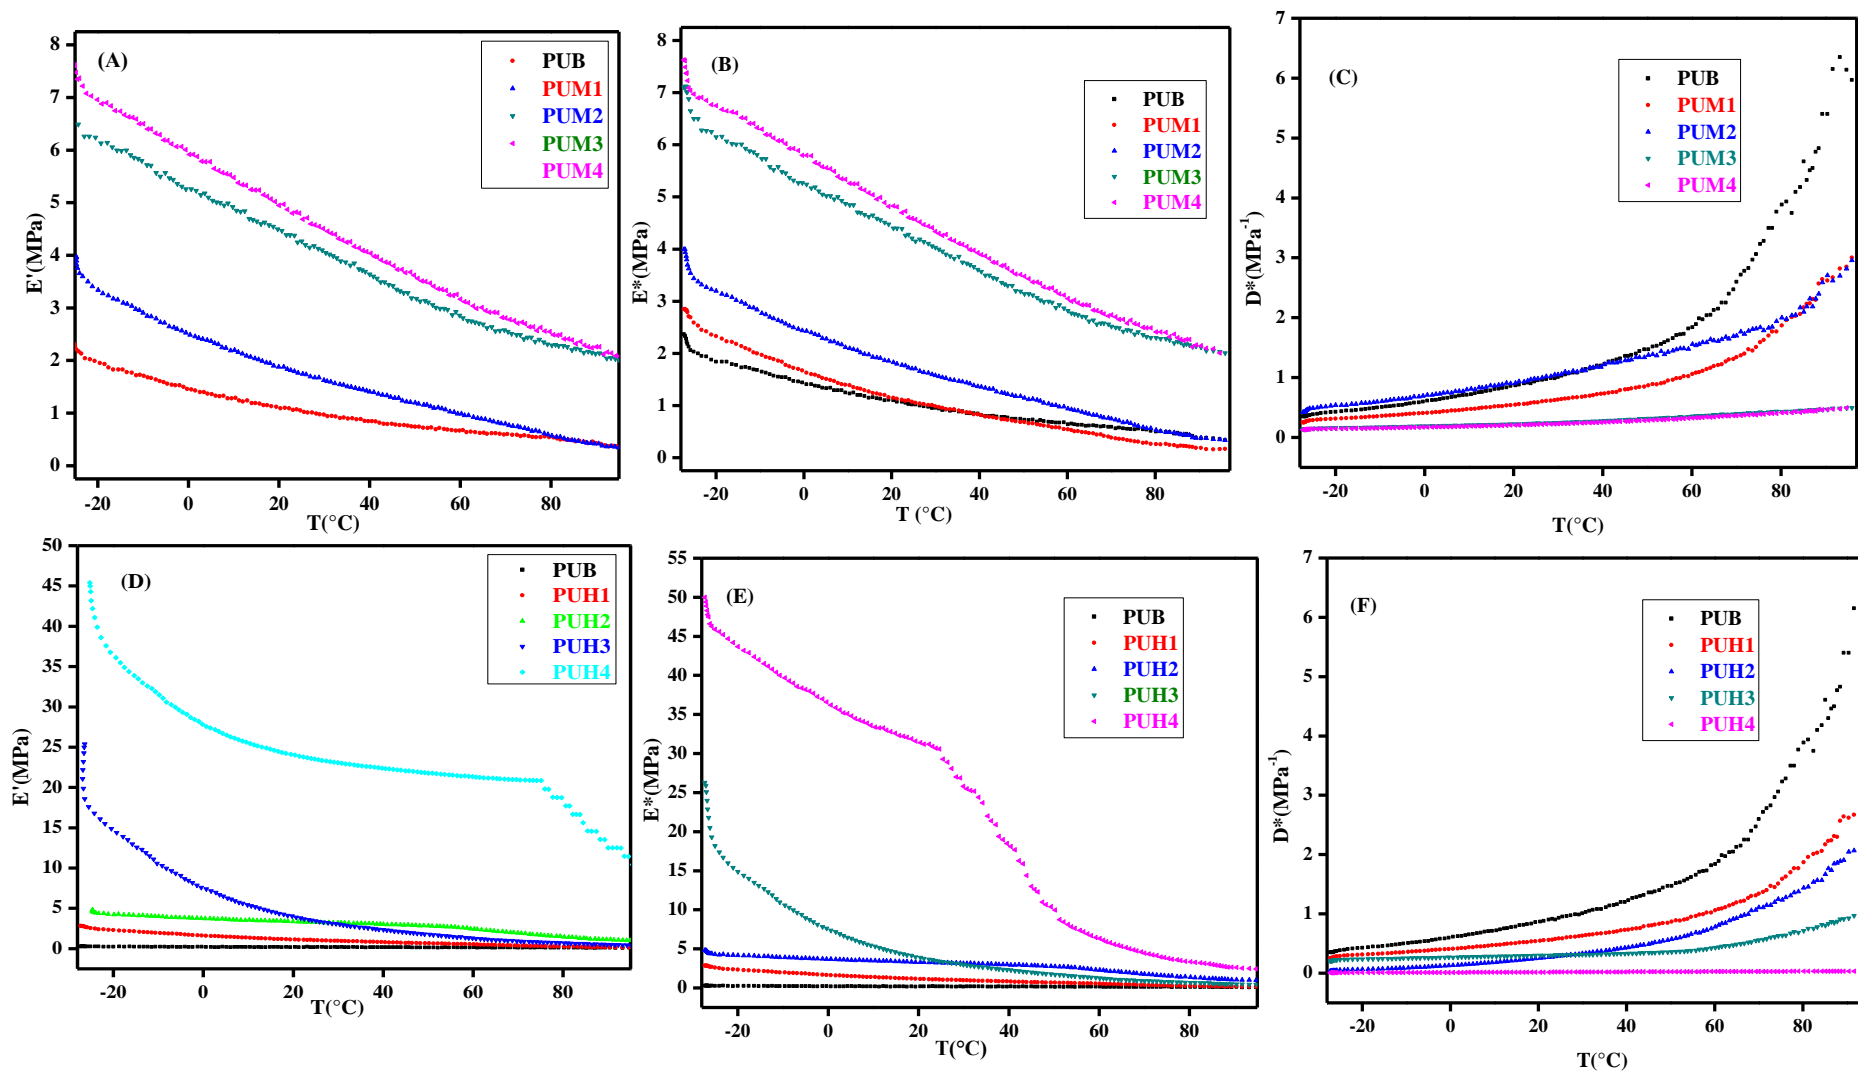 (A)
PUB
PUM1
PUM2
PUM3
PUM4
8
7
6
5
4
3
2
1
0
E'(MPa)
-20 0 20 40 60 80
T(°C)
(B)
PUB
PUM1
PUM2
PUM3
PUM4
8
7
6
5
4
3
2
1
0
E*(MPa)
-20 0 20 40 60 80
T (°C)
(C)
PUB
PUM1
PUM2
PUM3
PUM4
7
6
5
4
3
2
1
0
D*(MPa-1)
-20 0 20 40 60 80
T(°C)
(D)
PUB
PUH1
PUH2
PUH3
PUH4
50
45
40
35
30
25
20
15
10
5
0
E'(MPa)
-20 0 20 40 60 80
T(°C)
(E)
PUB
PUH1
PUH2
PUH3
PUH4
55
50
45
40
35
30
25
20
15
10
5
0
E*(MPa)
-20 0 20 40 60 80
T(°C)
(F)
PUB
PUH1
PUH2
PUH3
PUH4
7
6
5
4
3
2
1
0
D*(MPa-1)
-20 0 20 40 60 80
T(°C)